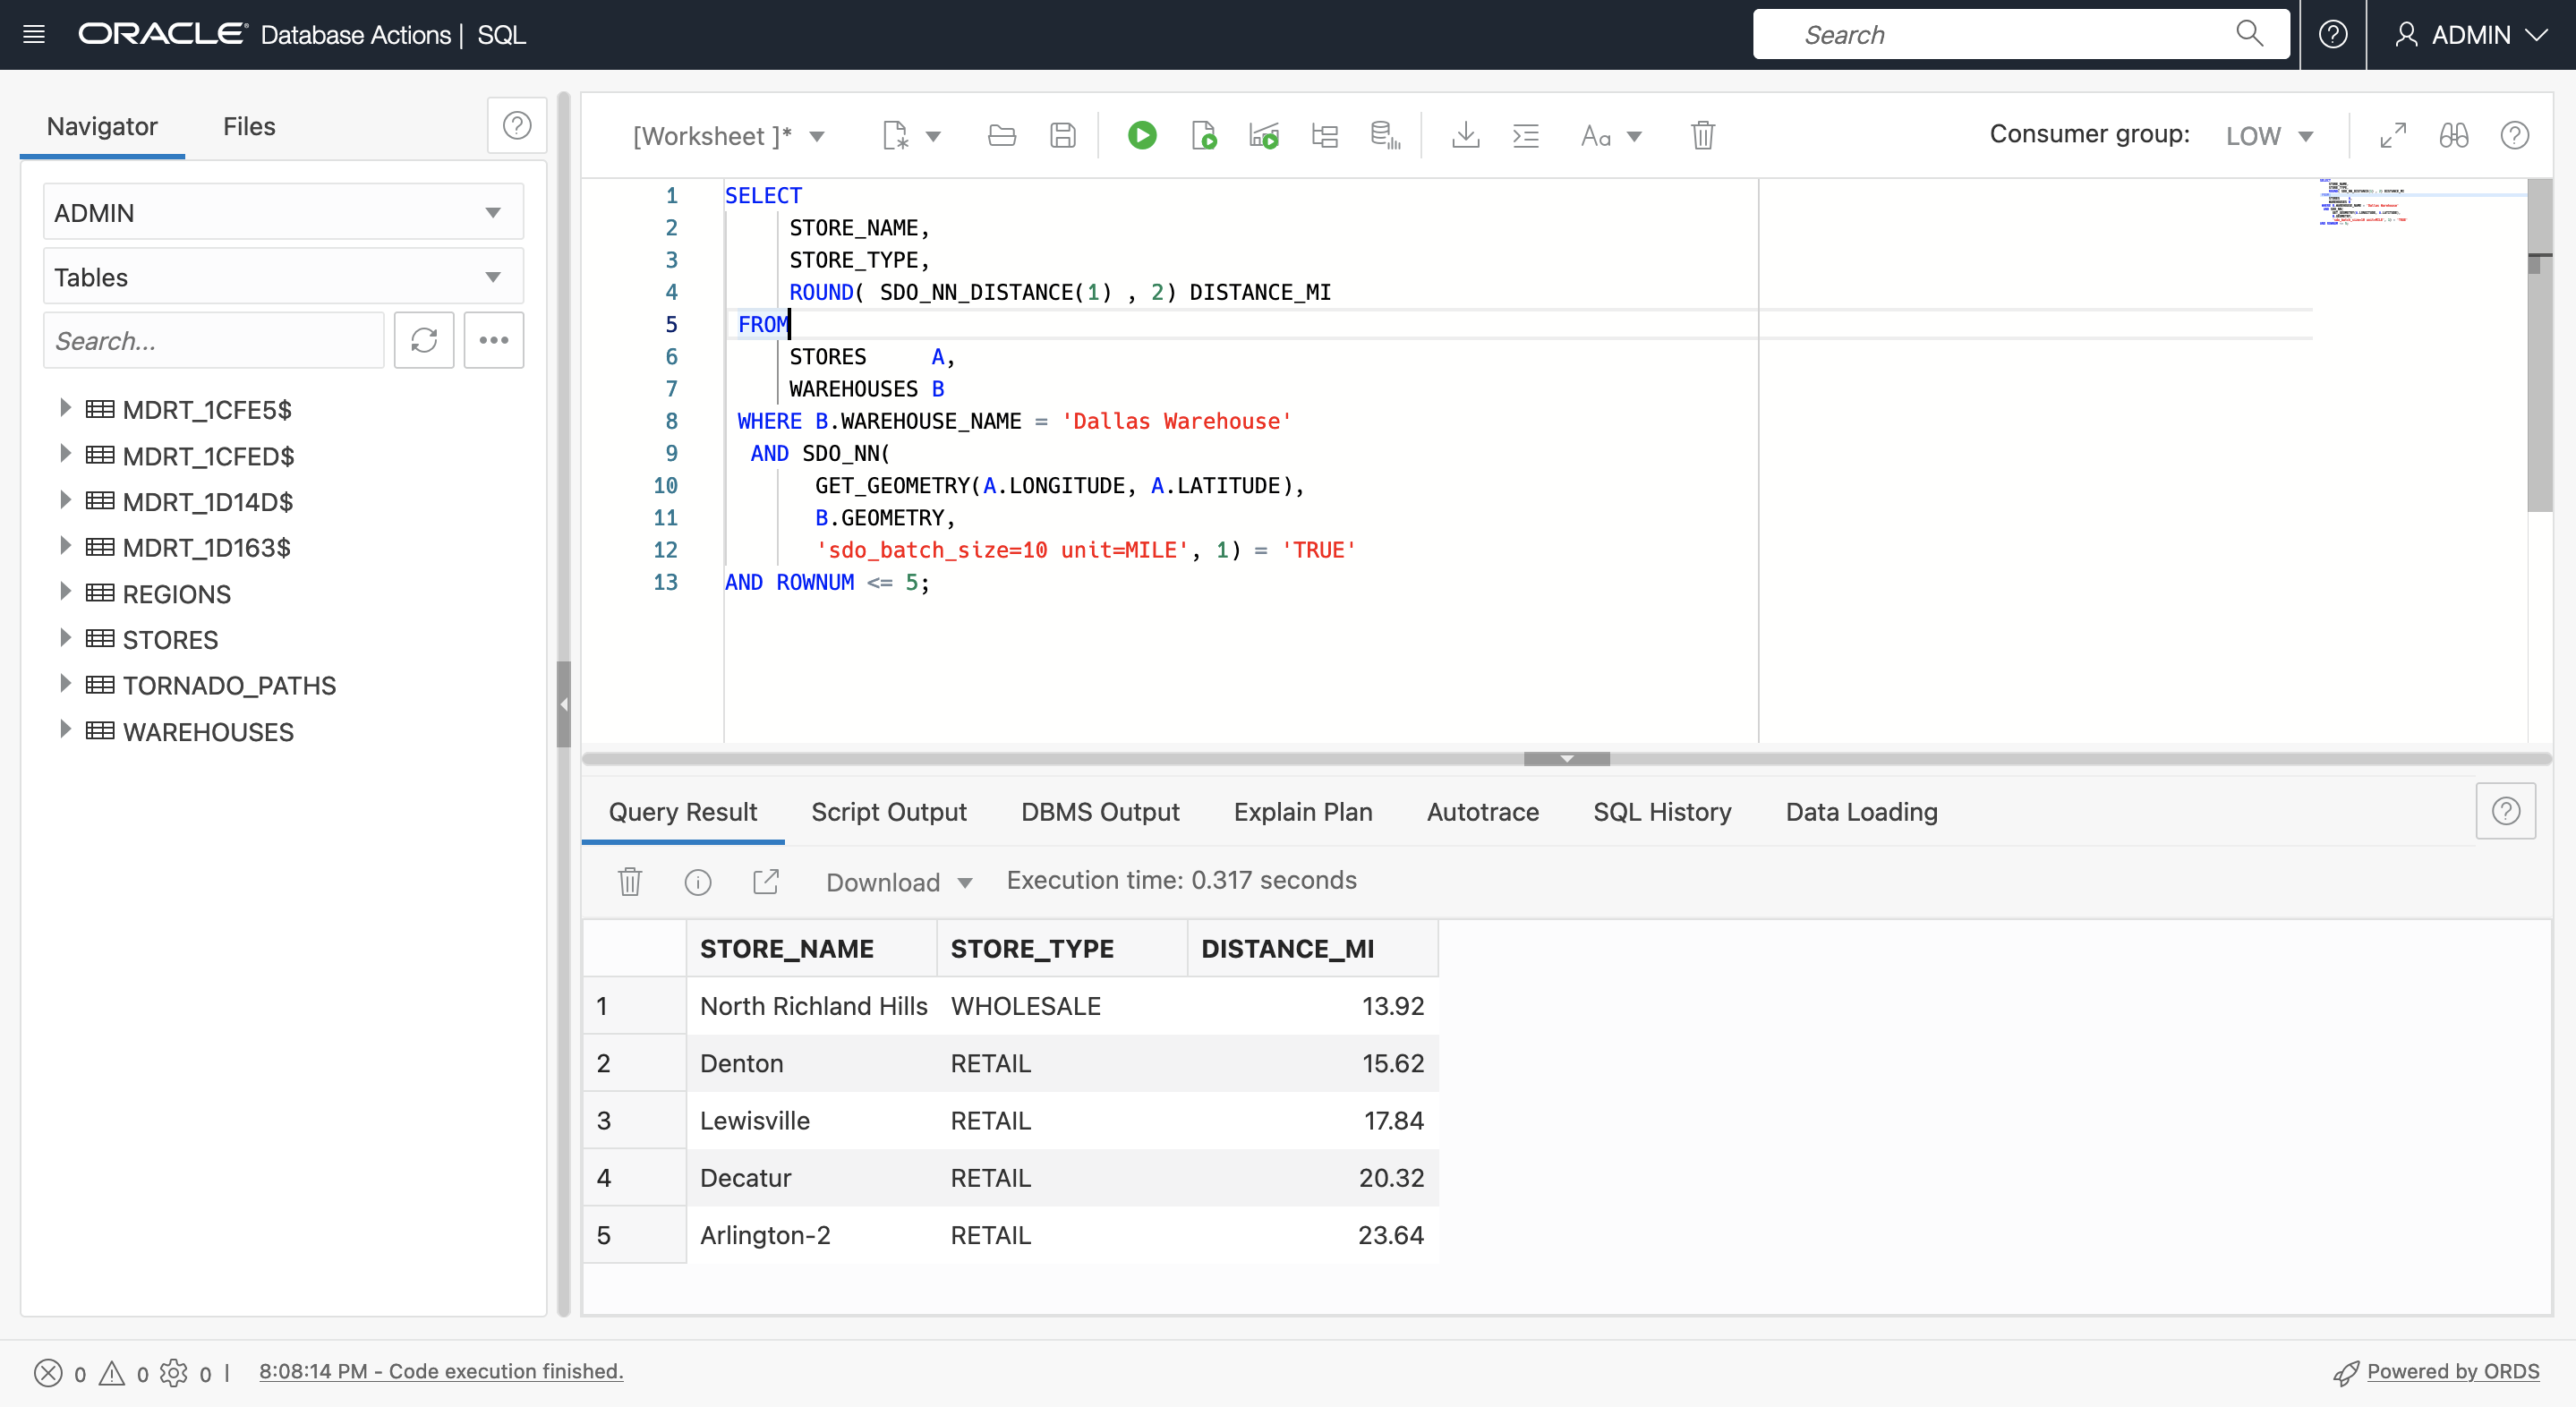 ORACLE® Database Actions | SQL
Search
ADMIN
Navigator
Files
ADMIN
Tables
Search...
MDRT_1CFE5$
MDRT_1CFED$
MDRT_1D14D$
MDRT_1D163$
REGIONS
STORES
TORNADO_PATHS
WAREHOUSES
[Worksheet ]*
Aa
Consumer group: LOW
1 SELECT
2 STORE_NAME,
3 STORE_TYPE,
4 ROUND( SDO_NN_DISTANCE(1) , 2) DISTANCE_MI
5 FROM
6 STORES A,
7 WAREHOUSES B
8 WHERE B.WAREHOUSE_NAME = 'Dallas Warehouse'
9 AND SDO_NN(
10 GET_GEOMETRY(A.LONGITUDE, A.LATITUDE),
11 B.GEOMETRY,
12 'sdo_batch_size=10 unit=MILE', 1) = 'TRUE'
13 AND ROWNUM <= 5;
Query Result Script Output DBMS Output Explain Plan Autotrace SQL History Data Loading
Download Execution time: 0.317 seconds
STORE_NAME STORE_TYPE DISTANCE_MI
1 North Richland Hills WHOLESALE 13.92
2 Denton RETAIL 15.62
3 Lewisville RETAIL 17.84
4 Decatur RETAIL 20.32
5 Arlington-2 RETAIL 23.64
0 0 0 | 8:08:14 PM - Code execution finished.
Powered by ORDS